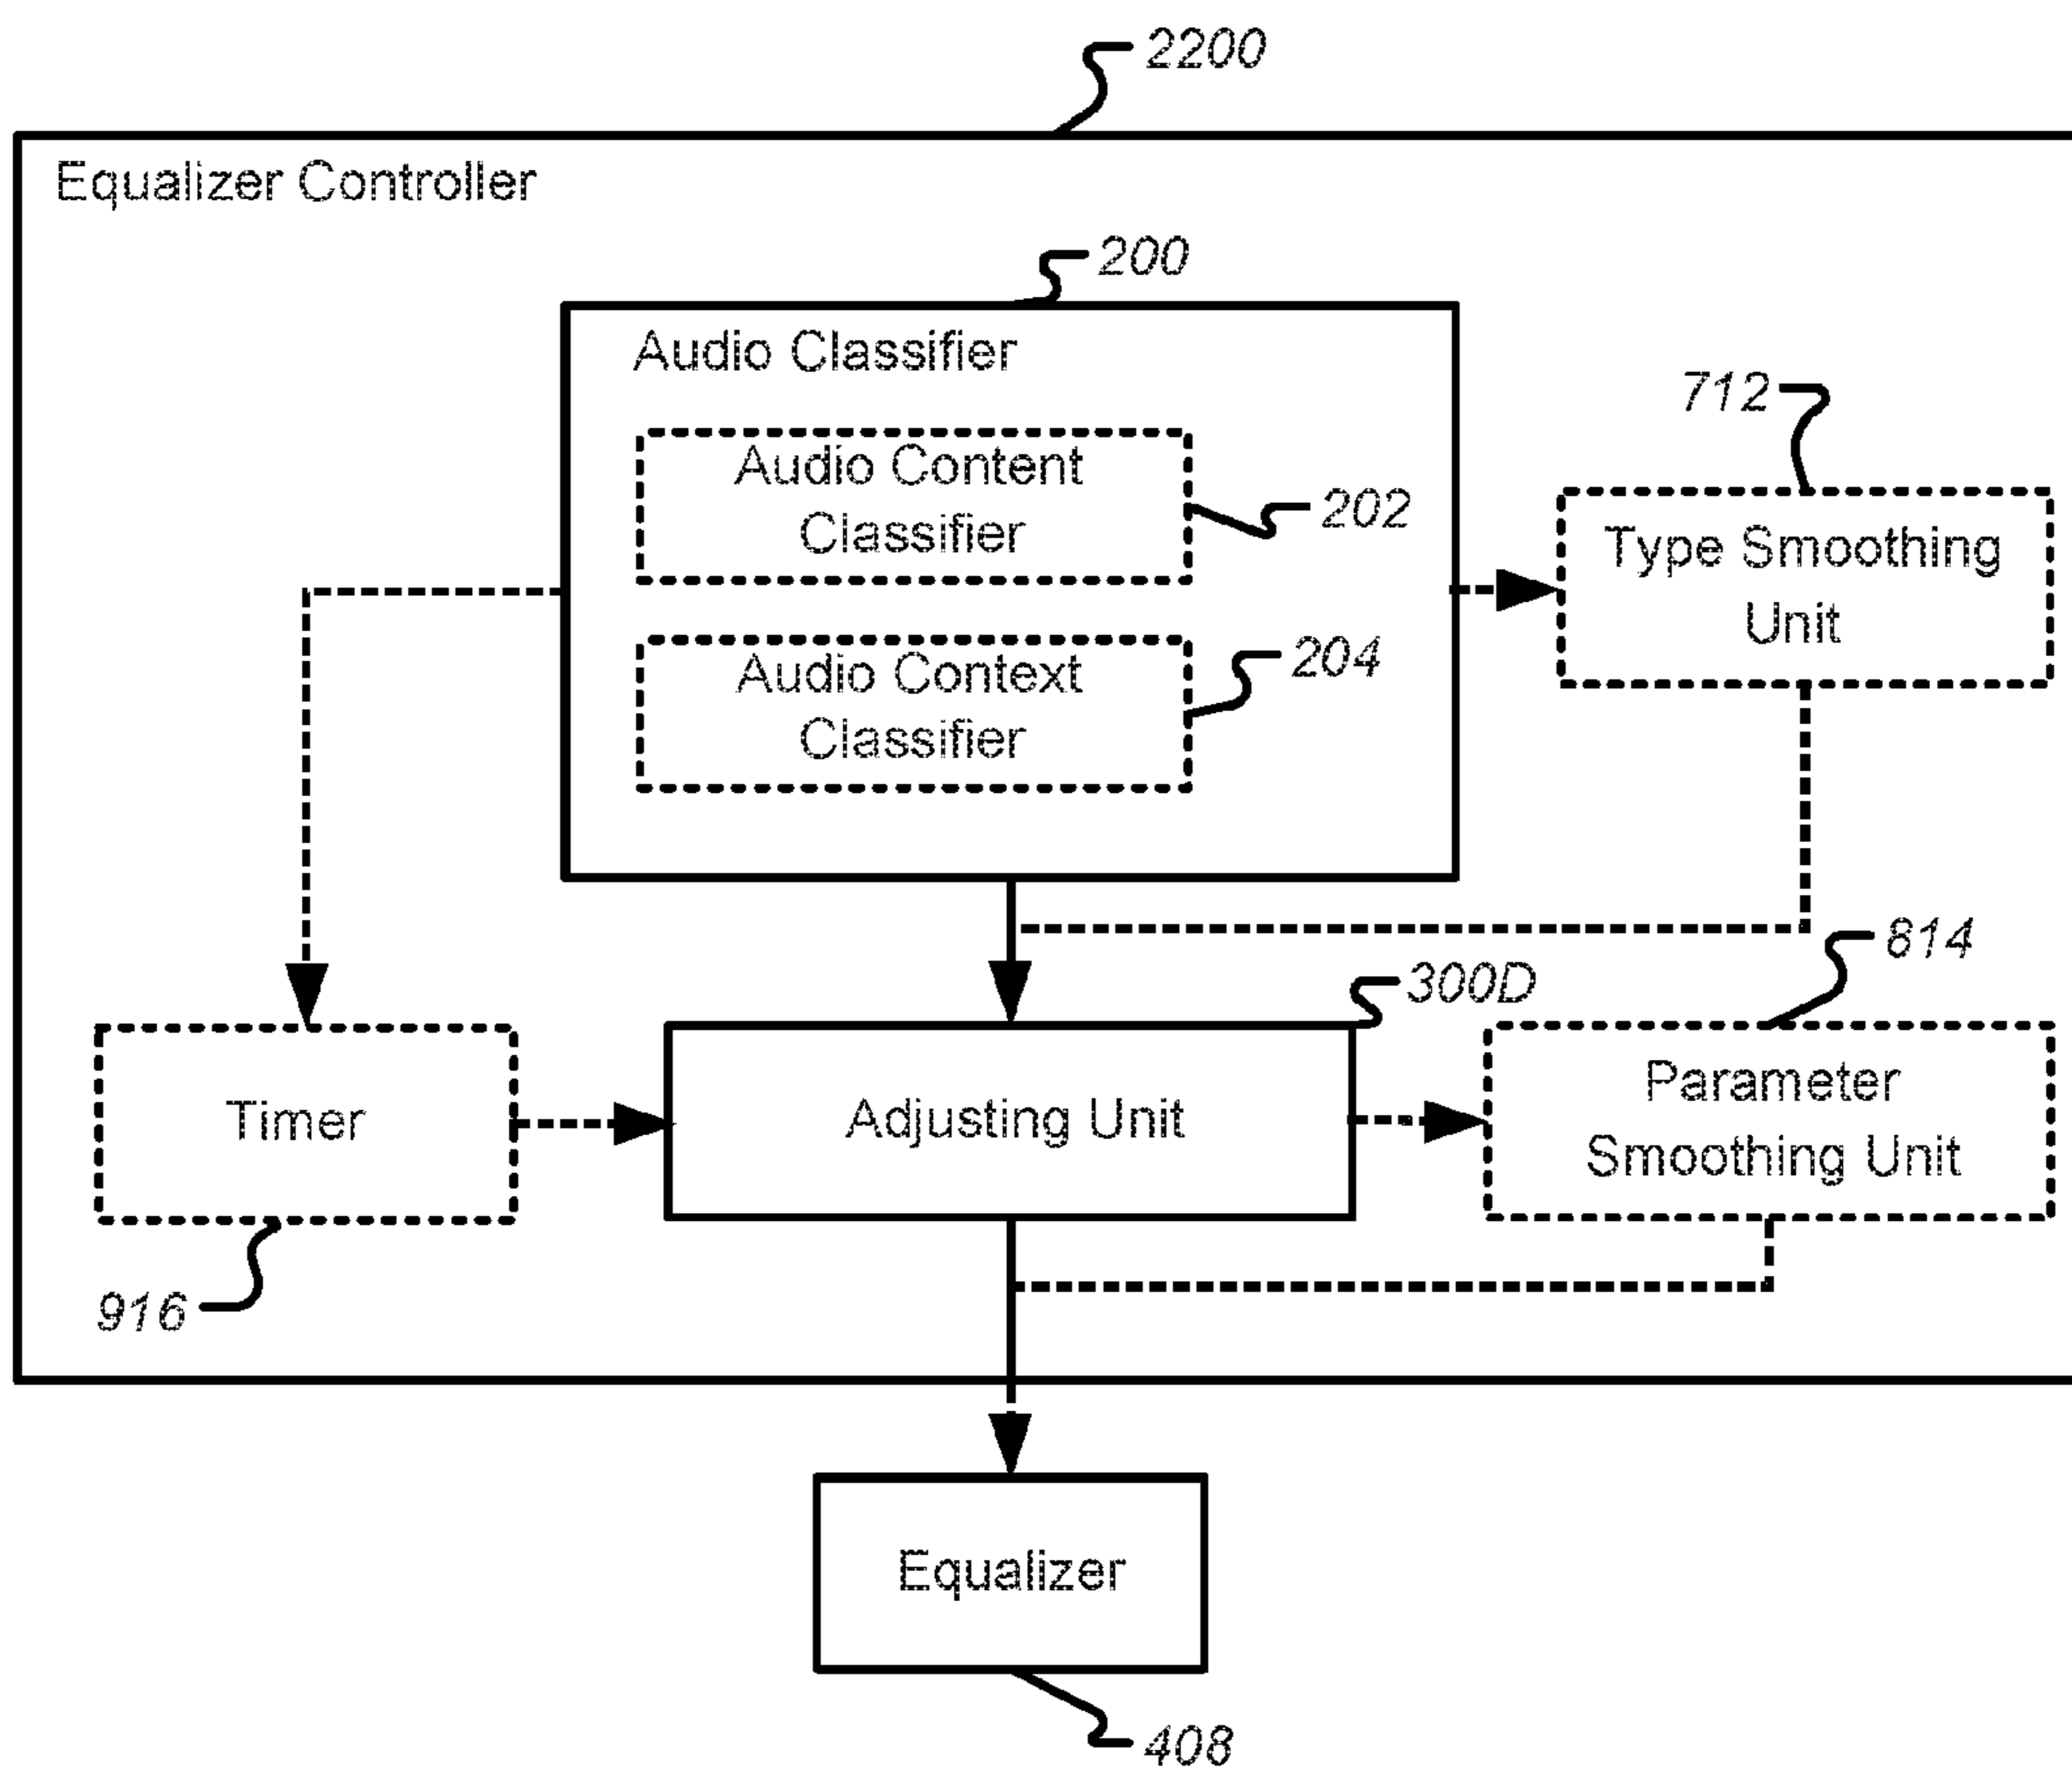 2200
Equalizer Controller
200
Audio Classifier
712
Audio Content
Classifier
202
Type Smoothing
Unit
Audio Context
Classifier
204
814
300D
Timer
Adjusting Unit
Parameter
Smoothing Unit
916
Equalizer
408